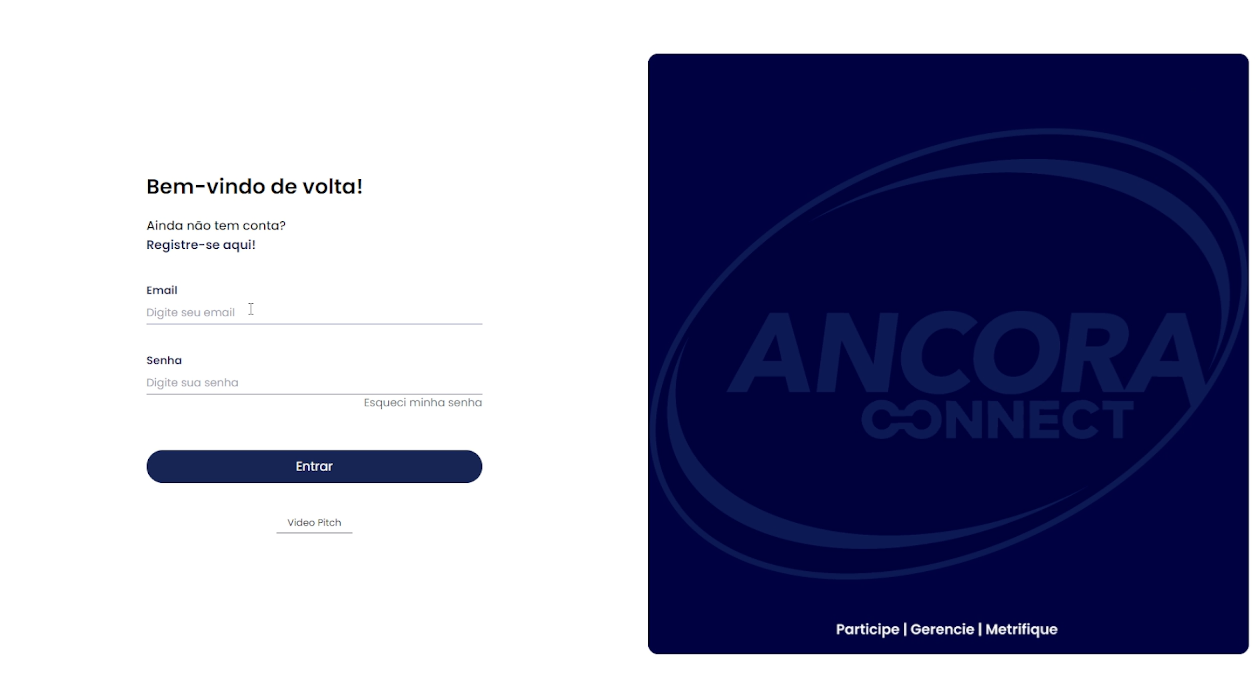 Bem-vindo de volta!
Ainda não tem conta?
Registre-se aqui!
Email
Digite seu email
Senha
Digite sua senha
Esqueci minha senha
Entrar
Video Pitch
ANCORA
CONNECT
Participe | Gerencie | Metrifique